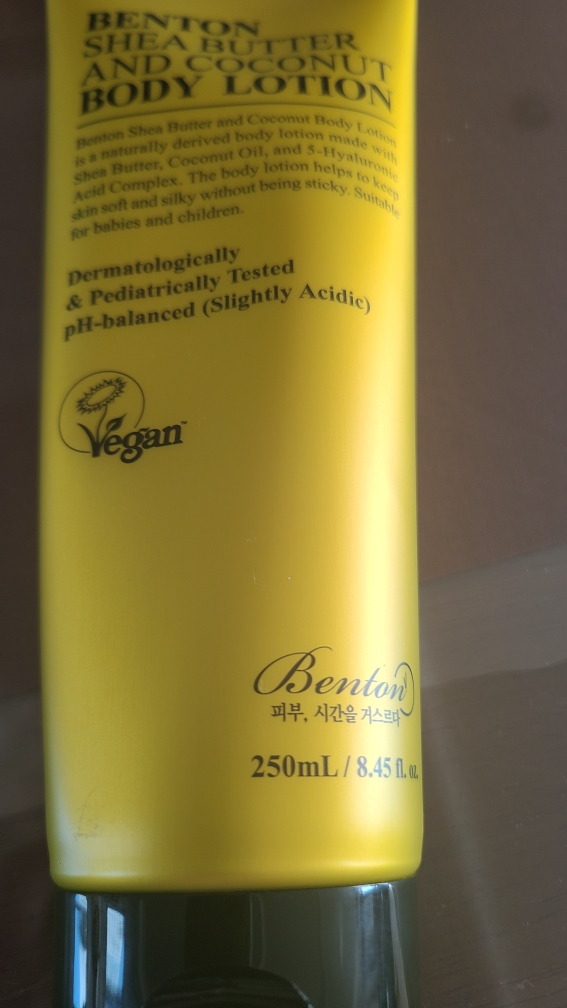 BENTON
SHEA BUTTER
AND COCONUT
BODY LOTION
Benton Shea Butter and Coconut Body Lotion
is a naturally derived body lotion made with
Shea Butter, Coconut Oil, and 5-Hyaluronic
Acid Complex. The body lotion helps to keep
skin soft and silky without being sticky. Suitable
for babies and children.
Dermatologically
& Pediatrically Tested
pH-balanced (Slightly Acidic)
Vegan™
Benton
피부, 시간을 거스르다
250mL / 8.45 fl. oz.